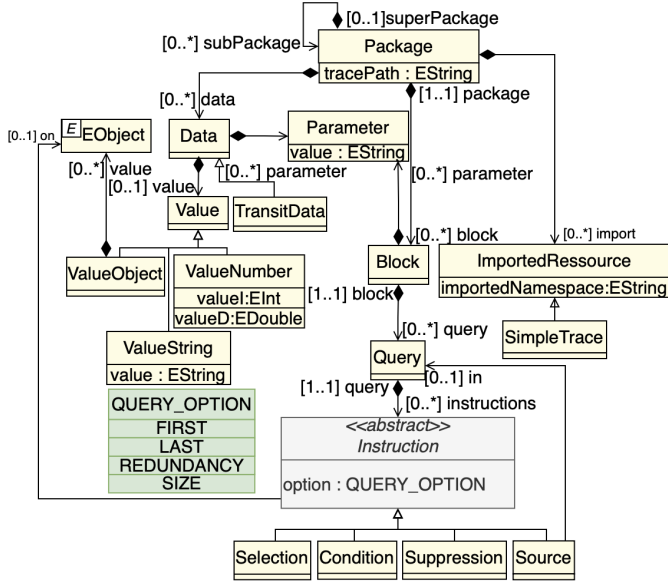 [0..1]superPackage
[0..*] subPackage
Package
tracePath : EString
[1..1] package
[0..*] data
[0..1] on
E
EObject
Data
Parameter
value : EString
[0..*] value
[0..1] value
[0..*] parameter
[0..*] parameter
Value
TransitData
[0..*] block
[0..*] import
ValueObject
ValueNumber
valueI:EInt
valueD:EDouble
Block
ImportedRessource
importedNamespace:EString
[1..1] block
[0..*] query
SimpleTrace
ValueString
value : EString
Query
[0..1] in
[1..1] query
[0..*] instructions
QUERY_OPTION
FIRST
LAST
REDUNDANCY
SIZE
<<abstract>>
Instruction
option : QUERY_OPTION
Selection
Condition
Suppression
Source